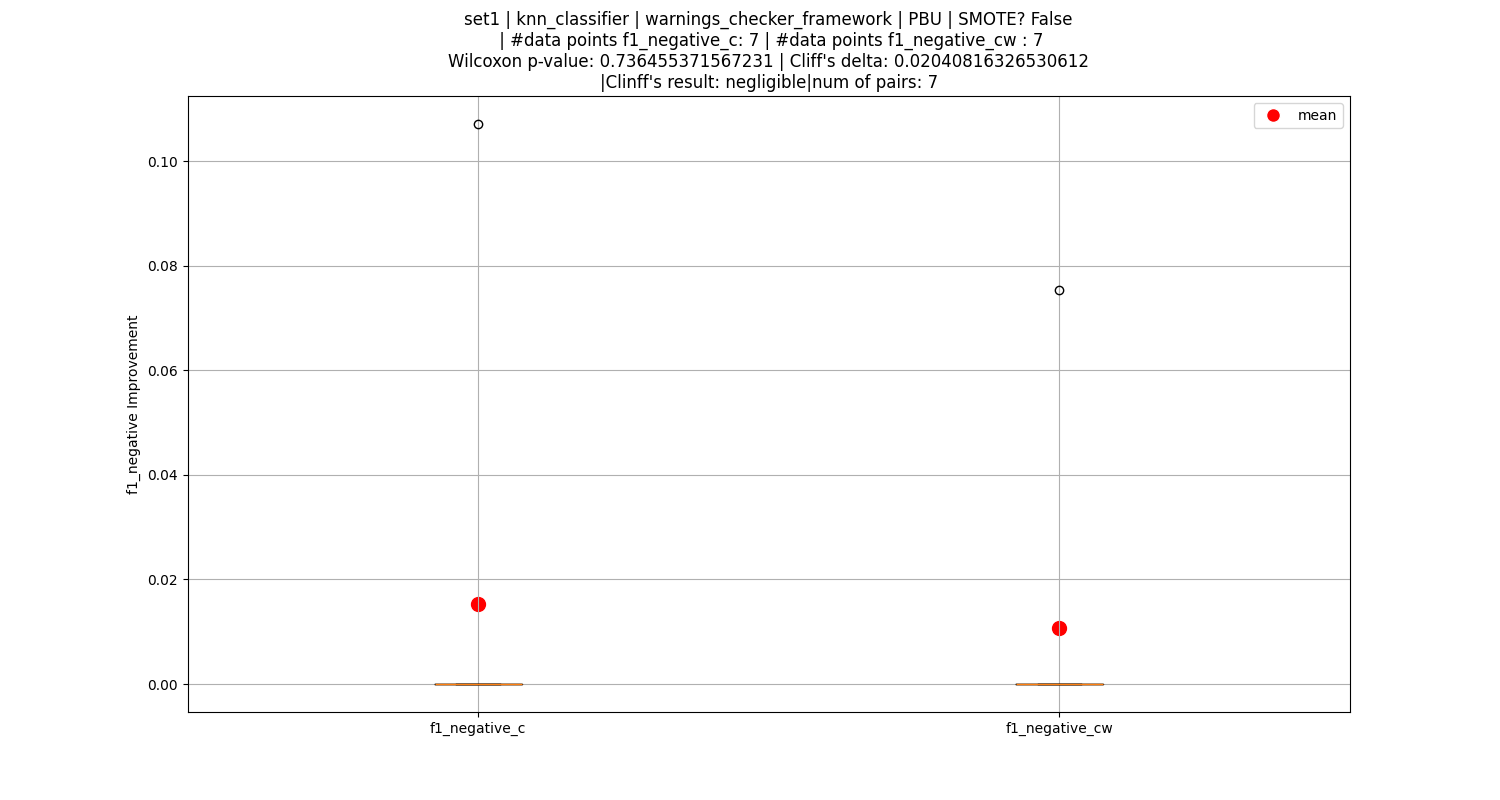 set1 | knn_classifier | warnings_checker_framework | PBU | SMOTE? False
| #data points f1_negative_c: 7 | #data points f1_negative_cw : 7
Wilcoxon p-value: 0.736455371567231 | Cliff's delta: 0.02040816326530612
|Clinff's result: negligible|num of pairs: 7
mean
0.10
0.08
0.06
0.04
0.02
0.00
f1_negative Improvement
f1_negative_c
f1_negative_cw